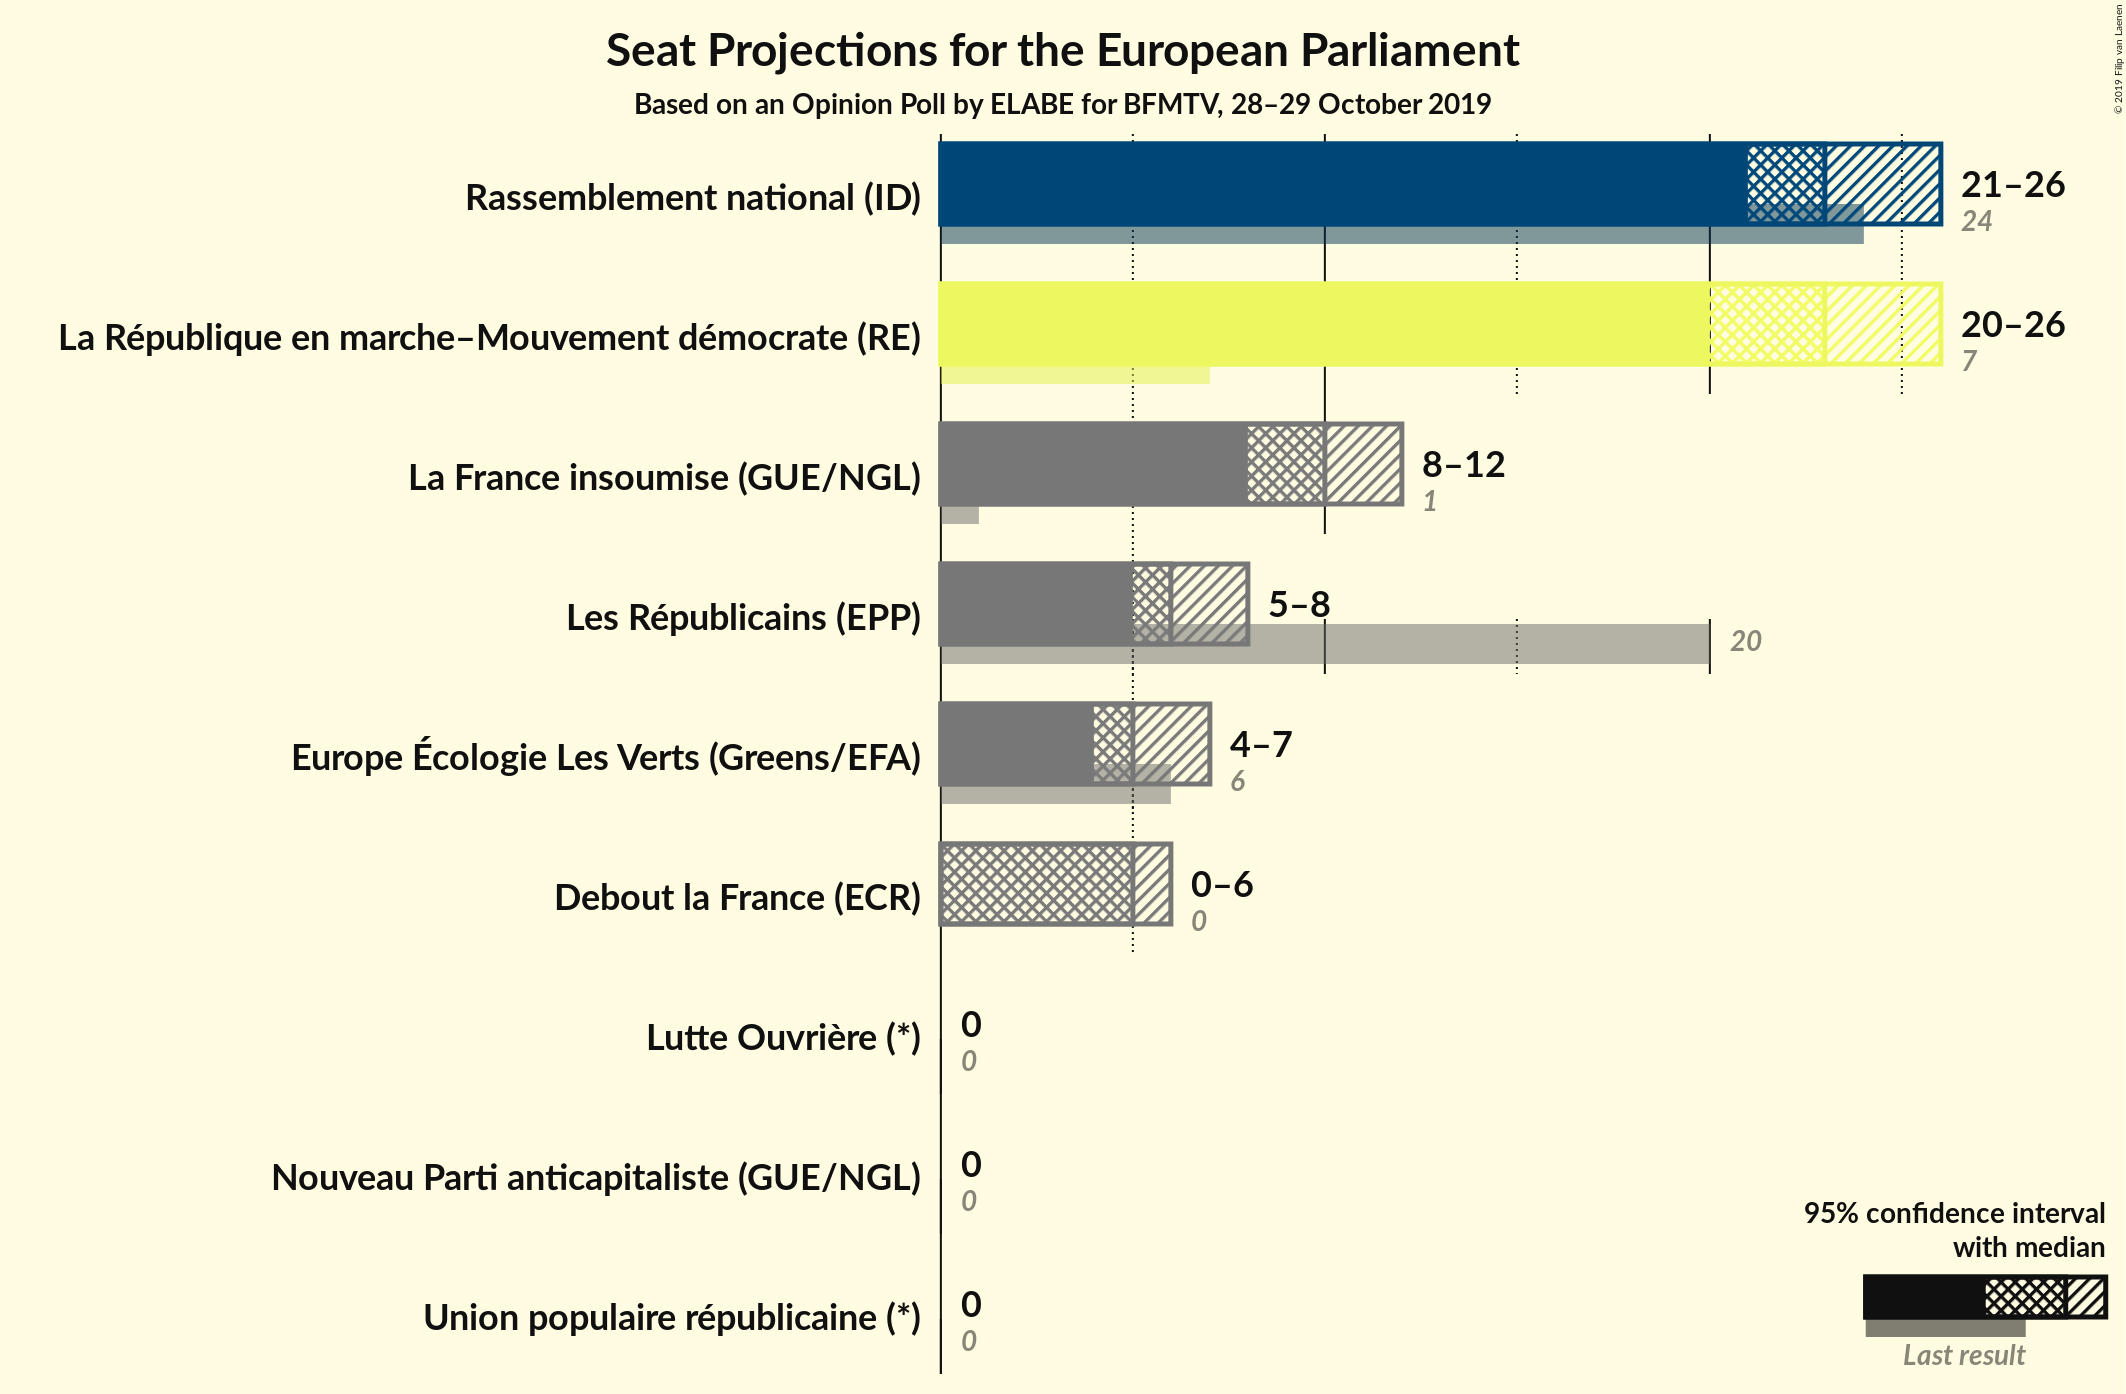 Seat Projections for the European Parliament
Based on an Opinion Poll by ELABE for BFMTV, 28–29 October 2019
© 2019 Filip van Laenen
Rassemblement national (ID)
21–26
24
La République en marche–Mouvement démocrate (RE)
20–26
7
La France insoumise (GUE/NGL)
8–12
1
Les Républicains (EPP)
5–8
20
Europe Écologie Les Verts (Greens/EFA)
4–7
6
Debout la France (ECR)
0–6
0
Lutte Ouvrière (*)
0
0
Nouveau Parti anticapitaliste (GUE/NGL)
0
0
Union populaire républicaine (*)
0
0
95% confidence interval
with median
Last result